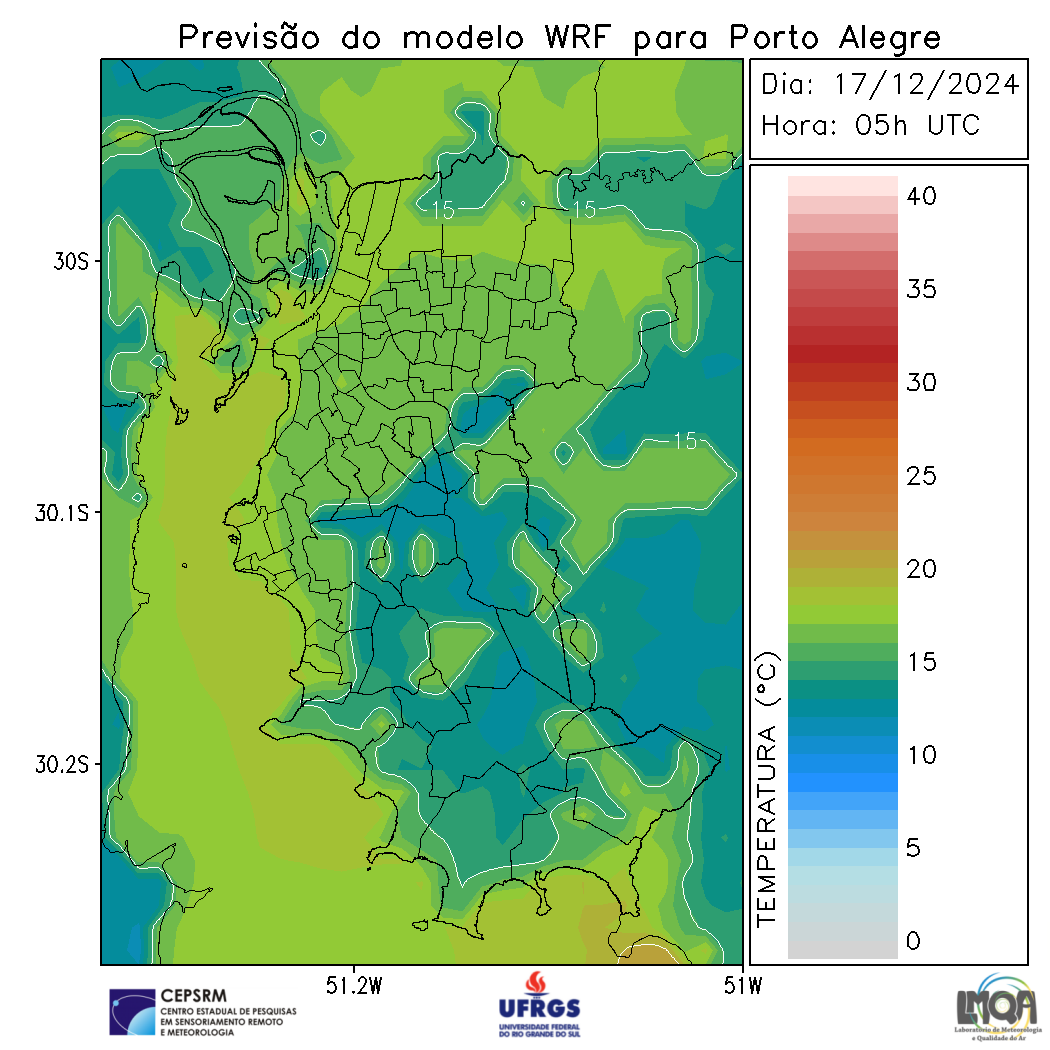 Previsão do modelo WRF para Porto Alegre
Dia: 17/12/2024
Hora: 05h UTC
40
35
30
25
20
15
10
5
0
TEMPERATURA (°C)
30S
30.1S
30.2S
51.2W
51W
15
15
15
CEPSRM
CENTRO ESTADUAL DE PESQUISAS
EM SENSORIAMENTO REMOTO
E METEOROLOGIA
UFRGS
UNIVERSIDADE FEDERAL
DO RIO GRANDE DO SUL
LMQA
Laboratório de Meteorologia
e Qualidade do Ar